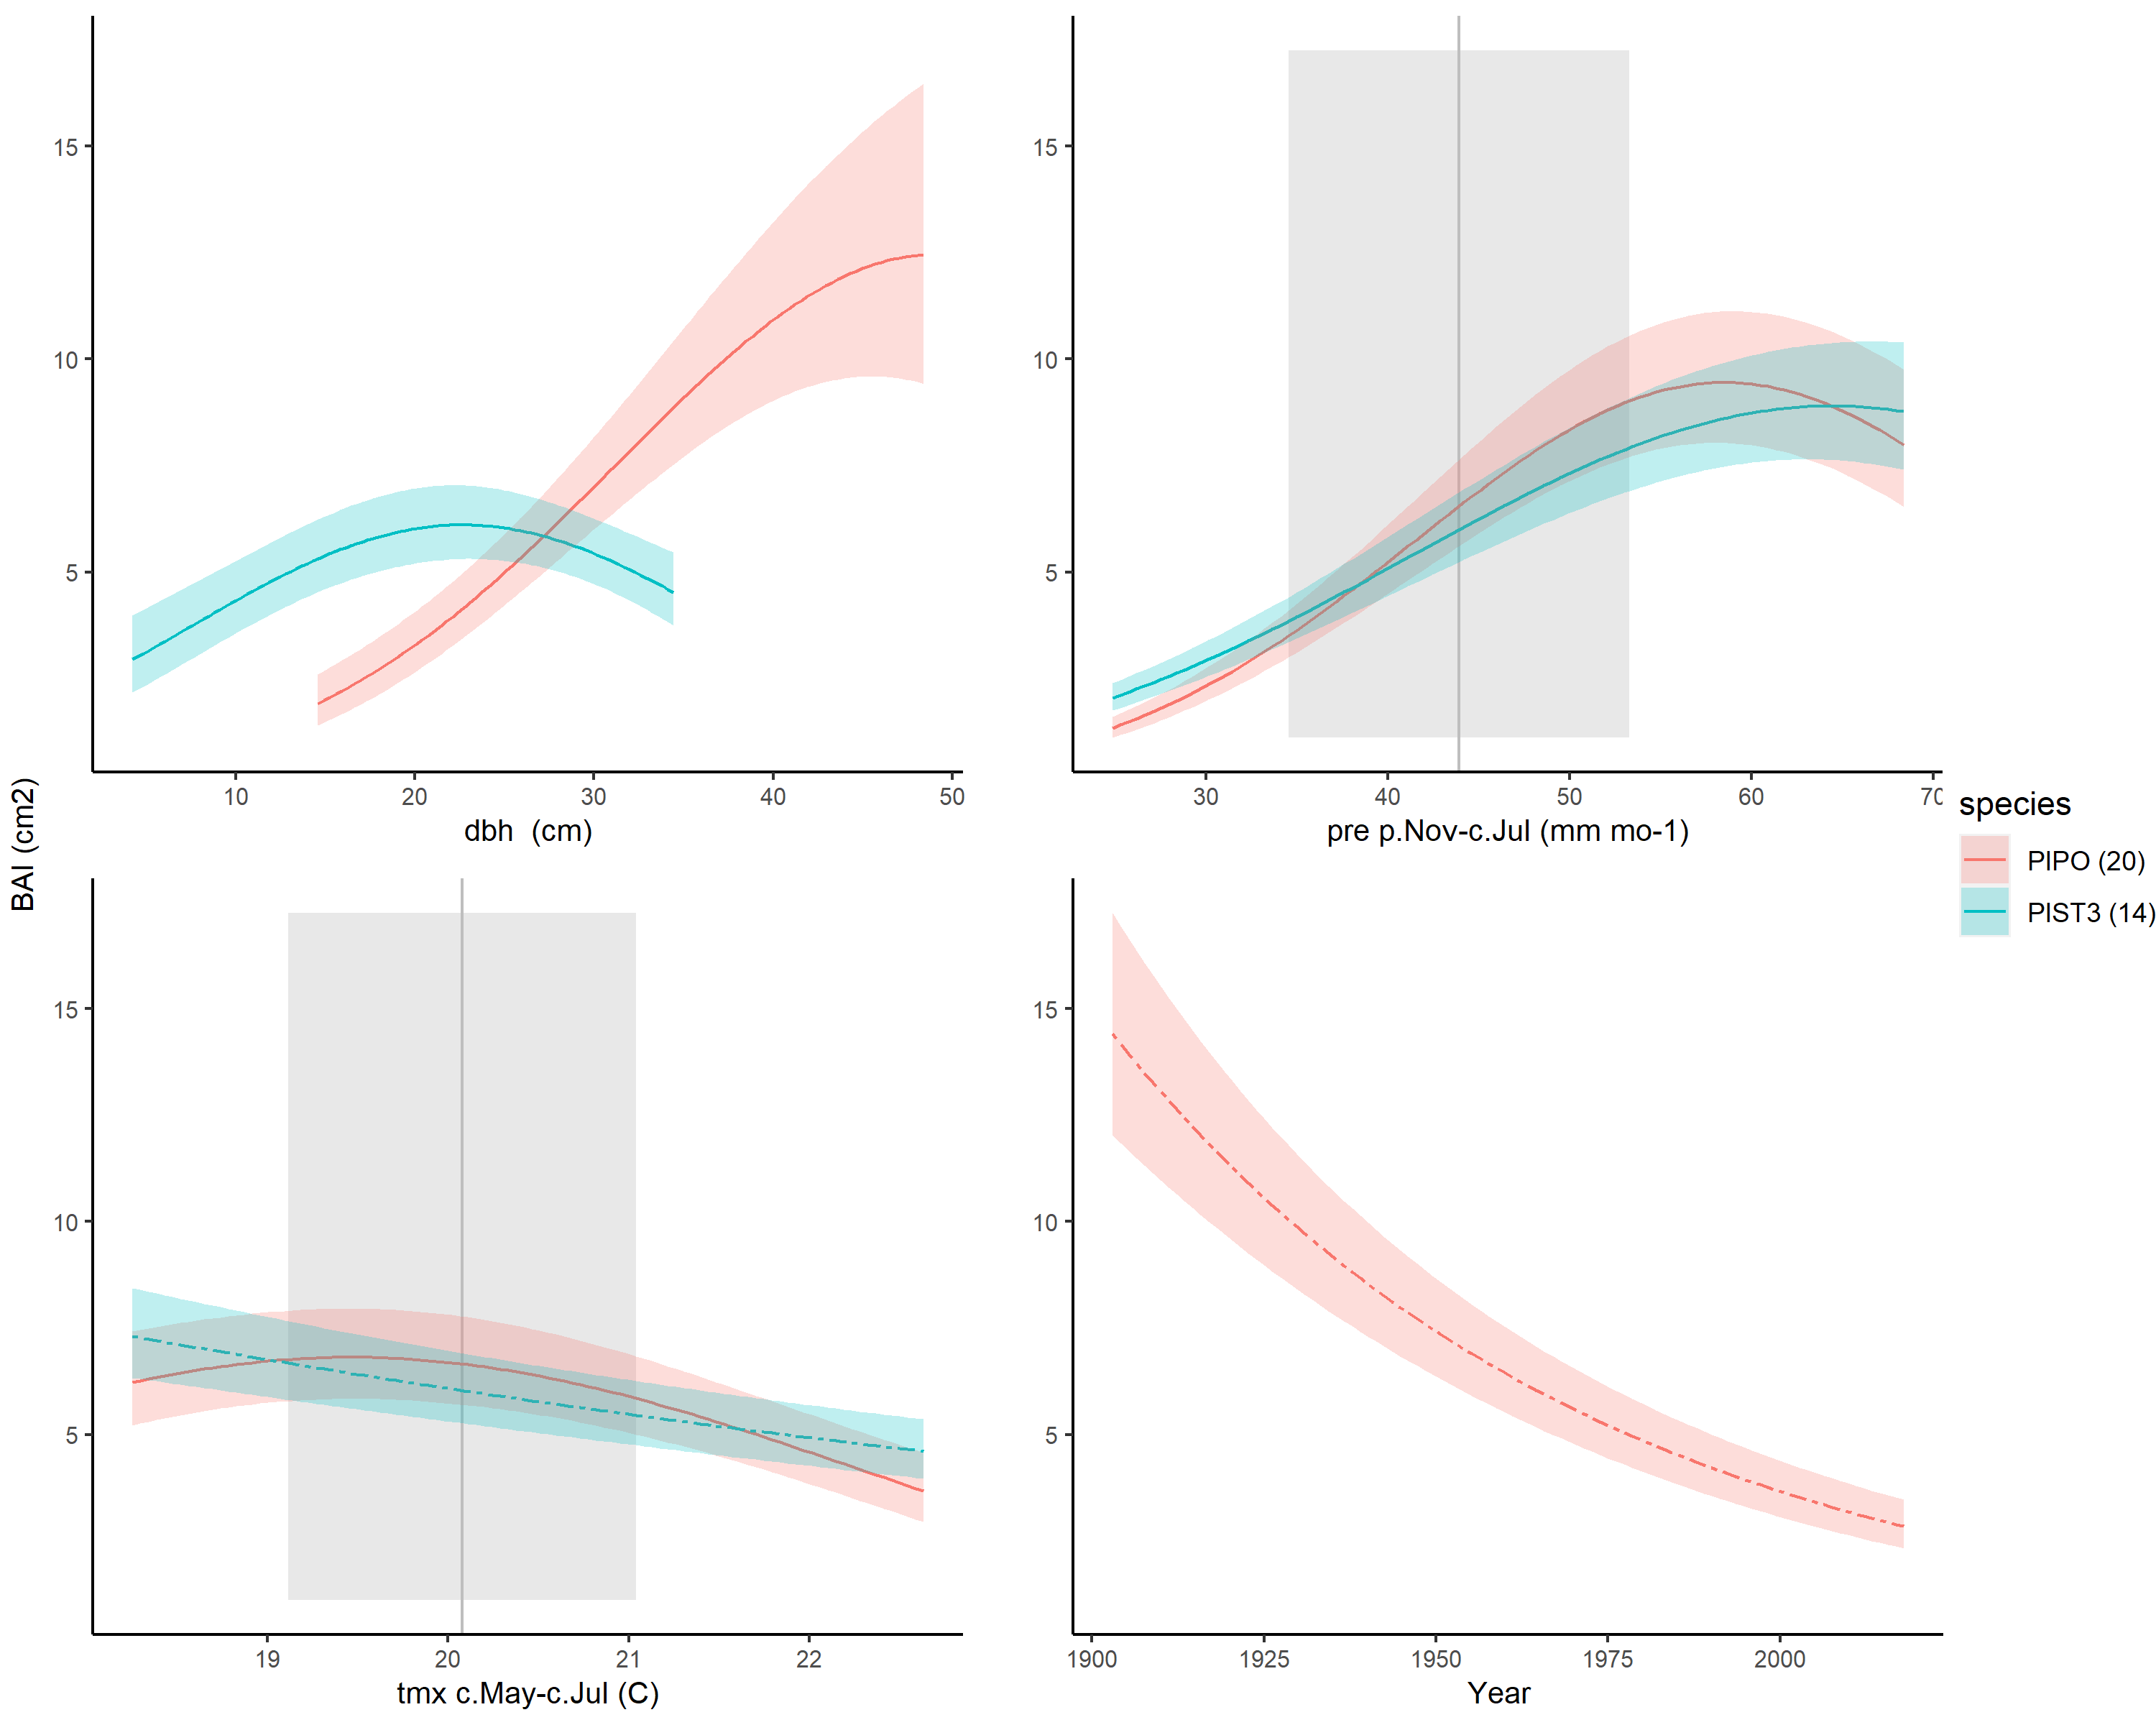 15
10
5
10 20 30 40 50
dbh  (cm)
15
10
5
30 40 50 60 70
pre p.Nov-c.Jul (mm mo-1)
BAI (cm2)
species
PIPO (20)
PIST3 (14)
15
10
5
19 20 21 22
tmx c.May-c.Jul (C)
15
10
5
1900 1925 1950 1975 2000
Year